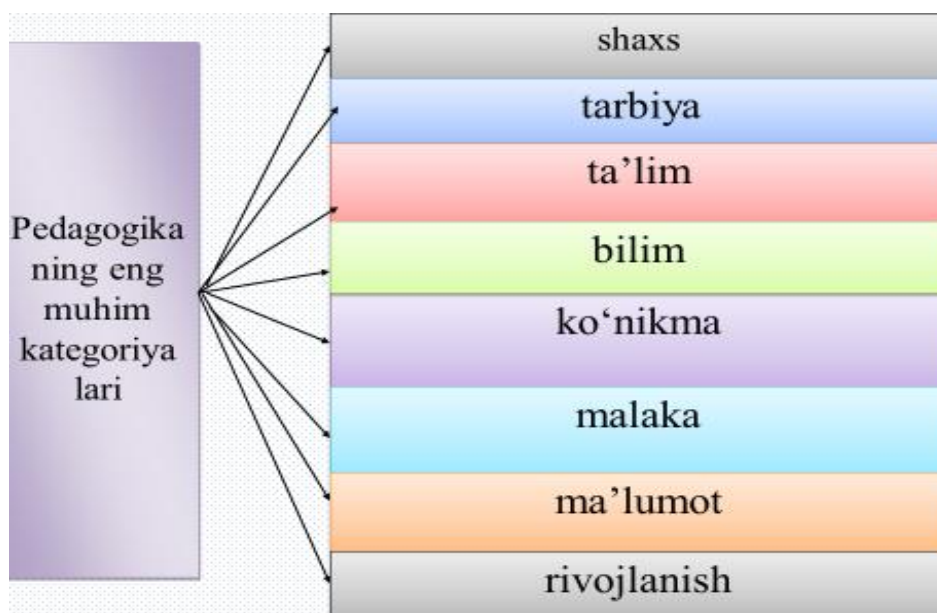 Pedagogika
ning eng
muhim
kategoriya
lari
shaxs
tarbiya
ta’lim
bilim
ko‘nikma
malaka
ma’lumot
rivojlanish